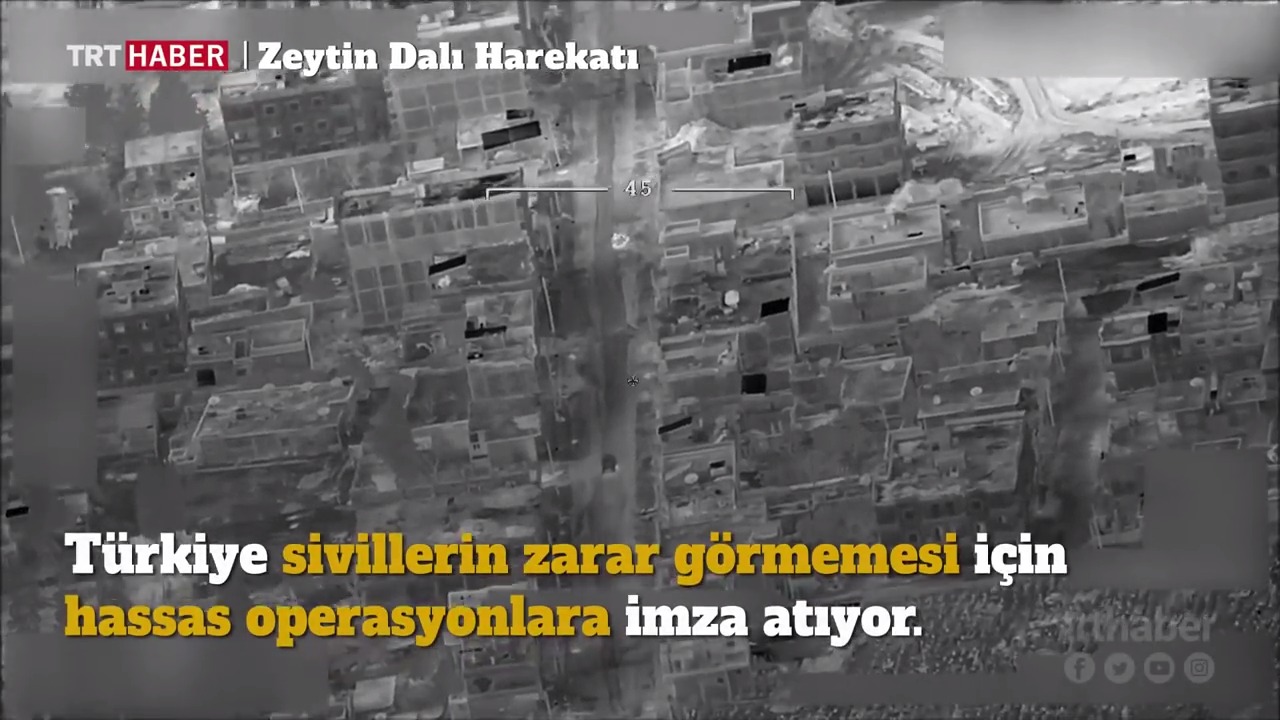 TRT HABER | Zeytin Dalı Harekatı
45
Türkiye sivillerin zarar görmemesi için
hassas operasyonlara imza atıyor.
trthaber